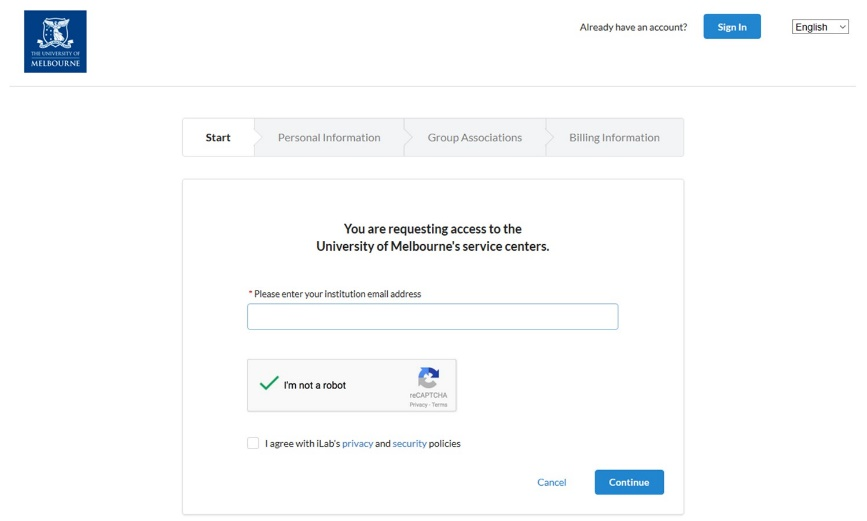 THE UNIVERSITY OF
MELBOURNE
Already have an account?
Sign In
English
Start
Personal Information
Group Associations
Billing Information
You are requesting access to the
University of Melbourne's service centers.
* Please enter your institution email address
I'm not a robot
reCAPTCHA
Privacy - Terms
I agree with iLab's privacy and security policies
Cancel
Continue